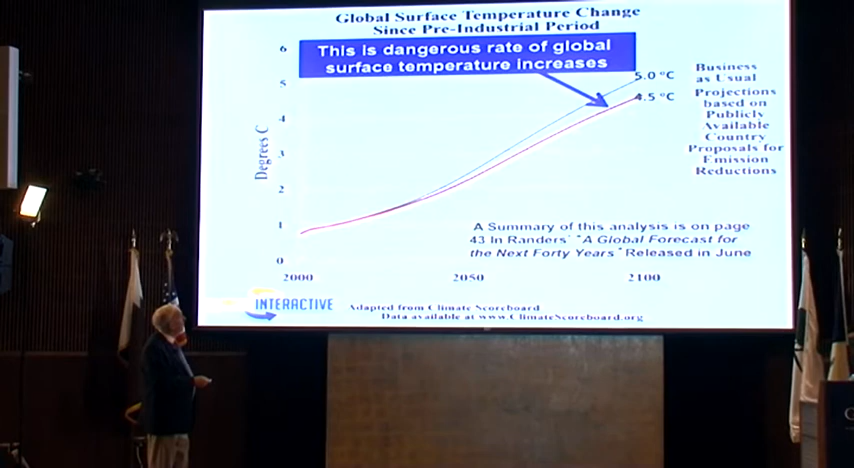 Global Surface Temperature Change
Since Pre-Industrial Period
This is dangerous rate of global
surface temperature increases
6
5
4
3
2
1
0
Degrees C
2000
2050
2100
5.0 °C
4.5 °C
Business
as Usual
Projections
based on
Publicly
Available
Country
Proposals for
Emission
Reductions
A Summary of this analysis is on page
43 In Randers' "A Global Forecast for
the Next Forty Years" Released in June
INTERACTIVE
Adapted from Climate Scoreboard
Data available at www.ClimateScoreboard.org